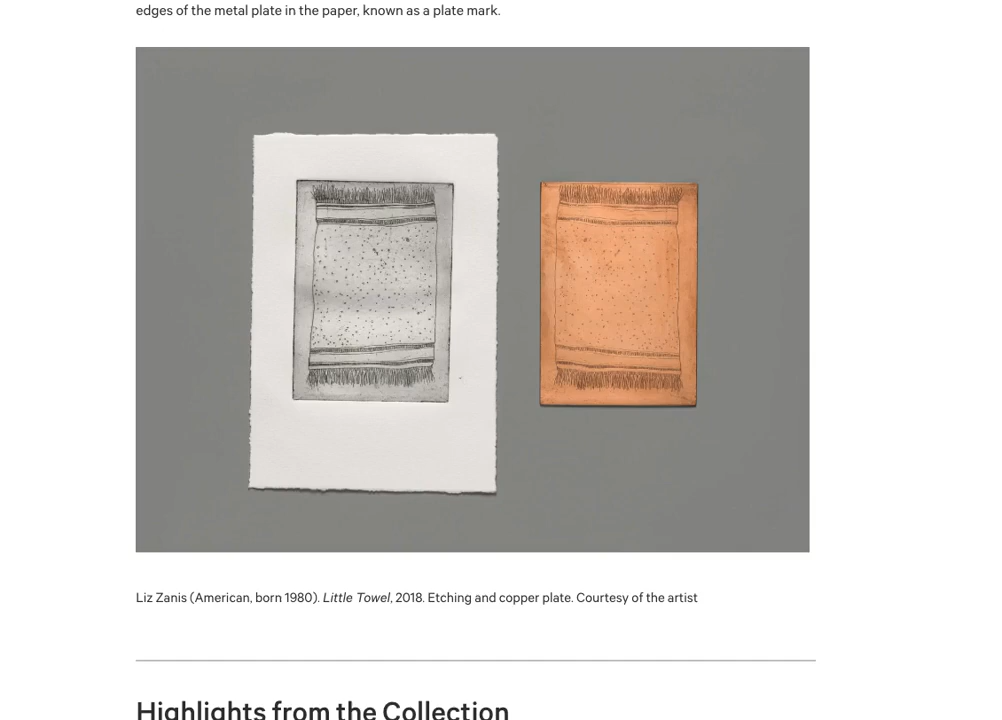 edges of the metal plate in the paper, known as a plate mark.
Liz Zanis (American, born 1980). Little Towel, 2018. Etching and copper plate. Courtesy of the artist
Highlights from the Collection